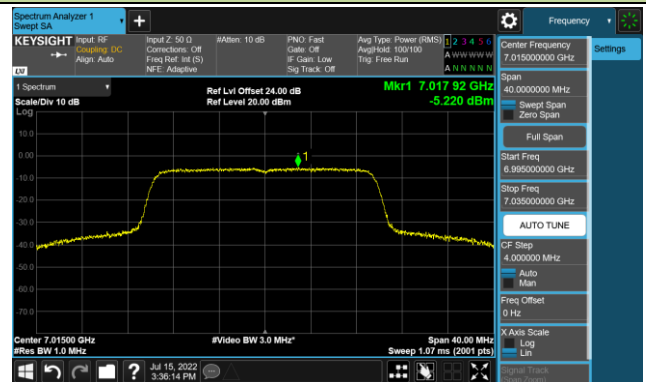 Spectrum Analyzer 1
Swept SA
+
Frequency
KEYSIGHT
Input: RF
Coupling: DC
Align: Auto
LXI
Input Z: 50 Ω
Corrections: Off
Freq Ref: Int (S)
NFE: Adaptive
#Atten: 10 dB
PNO: Fast
Gate: Off
IF Gain: Low
Sig Track: Off
Avg Type: Power (RMS)
Avg|Hold: 100/100
Trig: Free Run
1 2 3 4 5 6
A W W W W W
A N N N N N
1 Spectrum
Scale/Div 10 dB
Log
Ref Lvl Offset 24.00 dB
Ref Level 20.00 dBm
Mkr1 7.017 92 GHz
-5.220 dBm
10.0
0.00
-10.0
-20.0
-30.0
-40.0
-50.0
-60.0
-70.0
1
Center 7.01500 GHz
#Res BW 1.0 MHz
#Video BW 3.0 MHz*
Span 40.00 MHz
Sweep 1.07 ms (2001 pts)
Jul 15, 2022
3:36:14 PM
Center Frequency
7.015000000 GHz
Settings
Span
40.0000000 MHz
Swept Span
Zero Span
Full Span
Start Freq
6.995000000 GHz
Stop Freq
7.035000000 GHz
AUTO TUNE
CF Step
4.000000 MHz
Auto
Man
Freq Offset
0 Hz
X Axis Scale
Log
Lin
Signal Track
(Span Zoom)